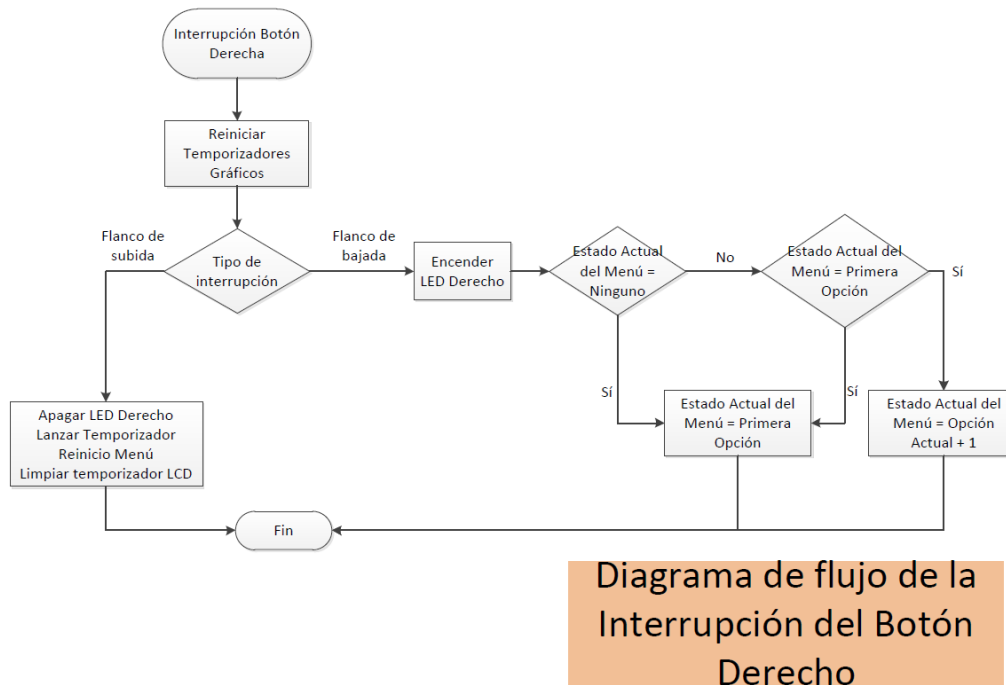 Interrupción Botón
Derecha
Reiniciar
Temporizadores
Gráficos
Flanco de
subida
Tipo de
interrupción
Flanco de
bajada
Encender
LED Derecho
Estado Actual
del Menú =
Ninguno
No
Estado Actual del
Menú = Primera
Opción
Sí
Sí
Sí
Apagar LED Derecho
Lanzar Temporizador
Reinicio Menú
Limpiar temporizador LCD
Estado Actual del
Menú = Primera
Opción
Estado Actual del
Menú = Opción
Actual + 1
Fin
Diagrama de flujo de la
Interrupción del Botón
Derecho